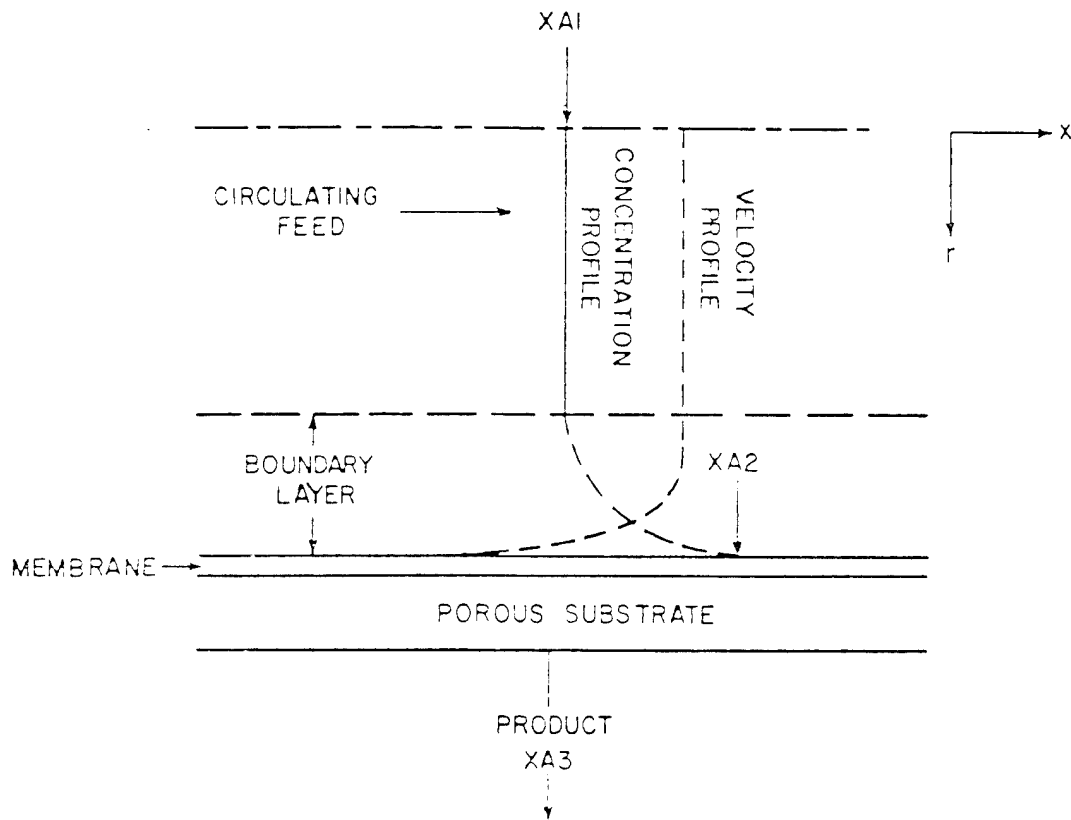 XA1
X
r
CIRCULATING
FEED
CONCENTRATION
PROFILE
VELOCITY
PROFILE
BOUNDARY
LAYER
XA2
MEMBRANE
POROUS SUBSTRATE
PRODUCT
XA3